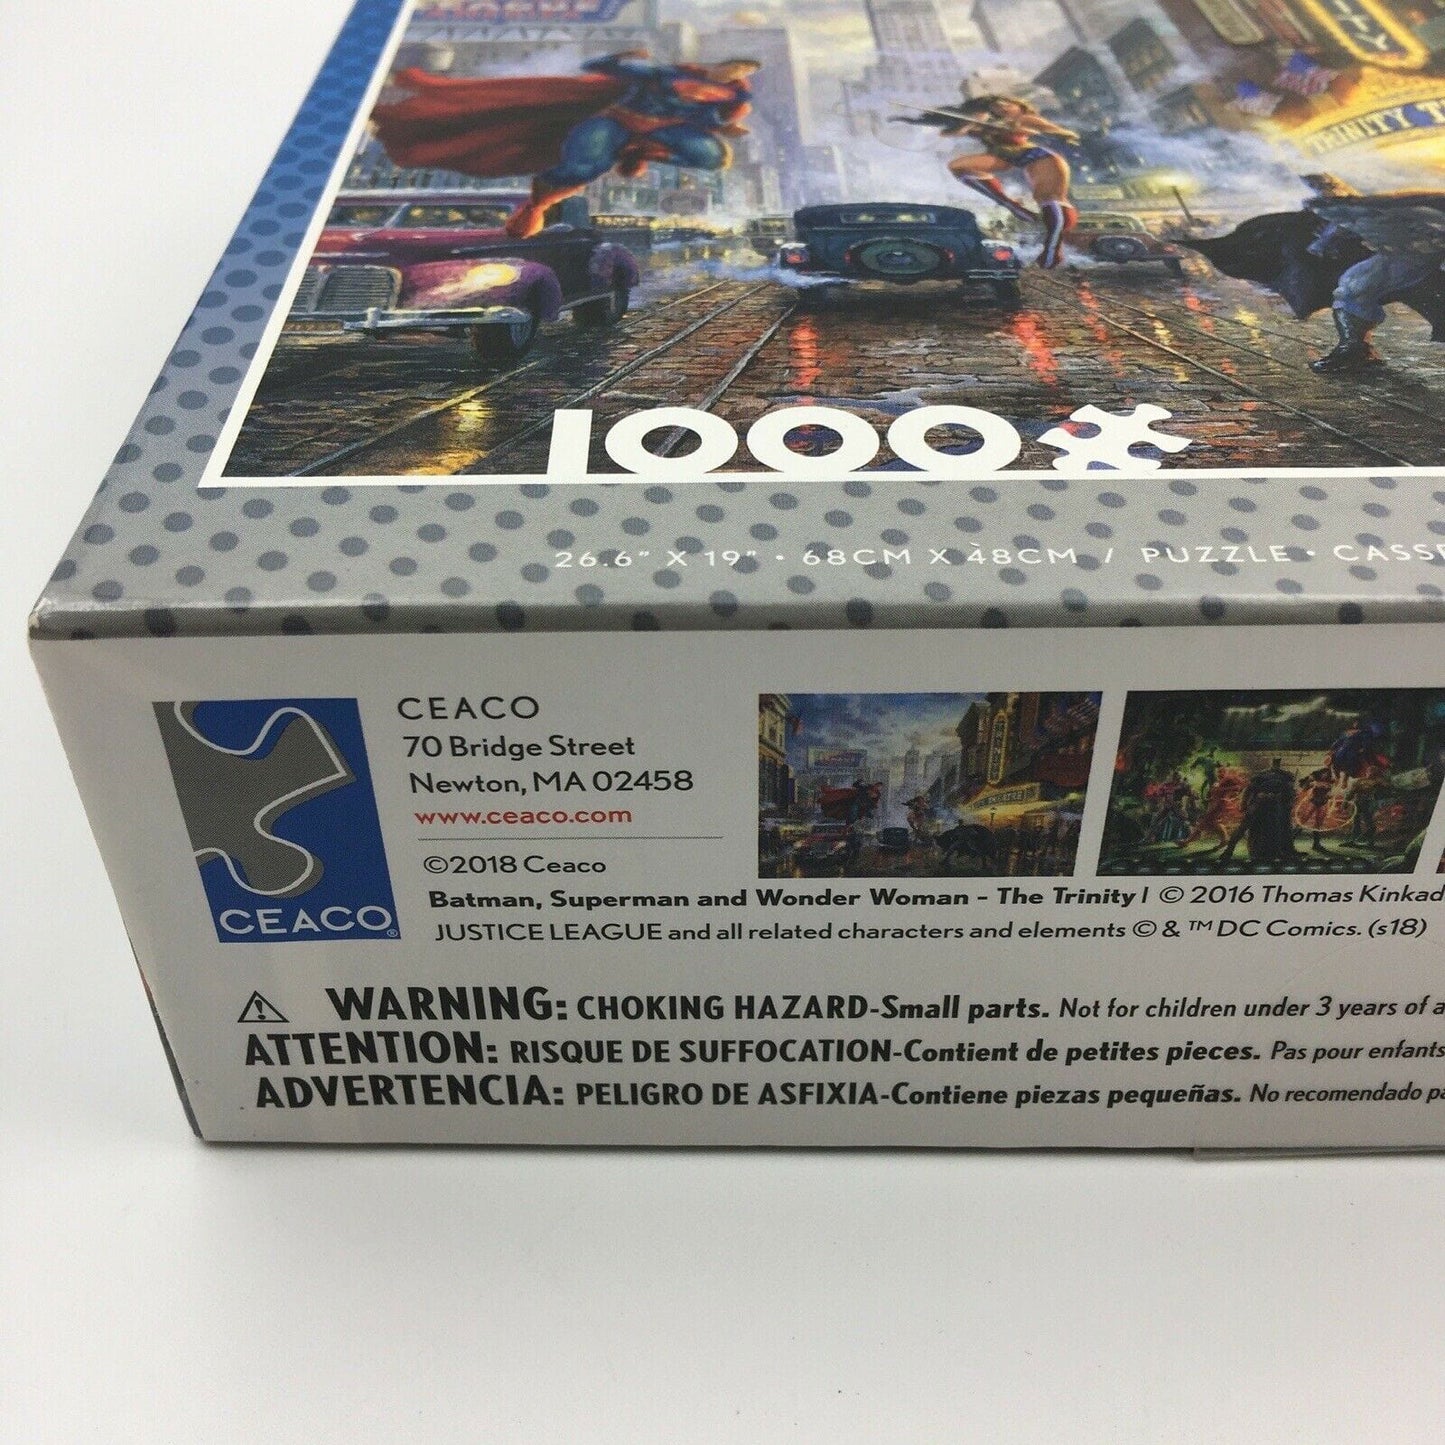 TRINITY
1000
26.6" X 19" • 68CM X 48CM / PUZZLE •
CEACO
70 Bridge Street
Newton, MA 02458
www.ceaco.com
©2018 Ceaco
Batman, Superman and Wonder Woman - The Trinity I © 2016 Thomas
JUSTICE LEAGUE and all related characters and elements © & ™ DC Comics. (s18)
CEACO®
WARNING: CHOKING HAZARD-Small parts. Not for children under 3 years of
ATTENTION: RISQUE DE SUFFOCATION-Contient de petites pieces. Pas pour enfants
ADVERTENCIA: PELIGRO DE ASFIXIA-Contiene piezas pequeñas. No recomendado